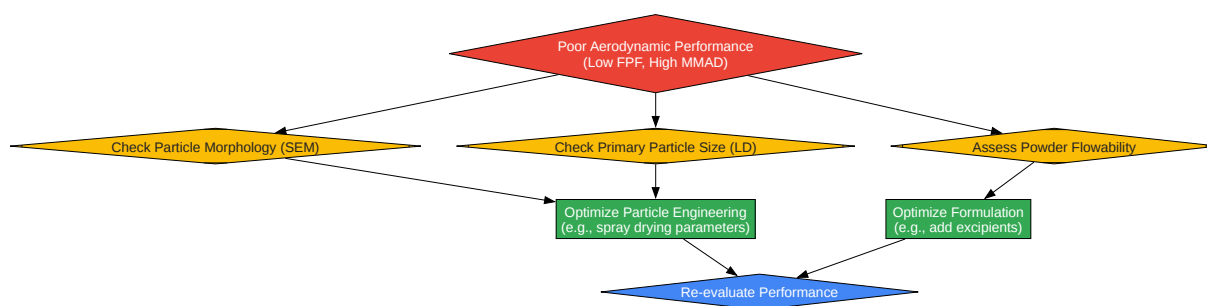 Poor Aerodynamic Performance
(Low FPF, High MMAD)
Check Particle Morphology (SEM)
Check Primary Particle Size (LD)
Assess Powder Flowability
Optimize Particle Engineering
(e.g., spray drying parameters)
Optimize Formulation
(e.g., add excipients)
Re-evaluate Performance